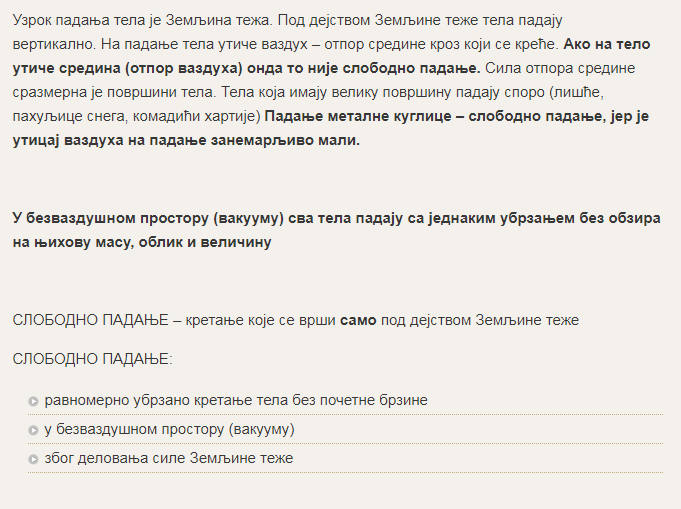 Узрок падања тела је Земљина тежа. Под дејством Земљине теже тела падају
вертикално. На падање тела утиче ваздух – отпор средине кроз који се креће. Ако на тело
утиче средина (отпор ваздуха) онда то није слободно падање. Сила отпора средине
сразмерна је површини тела. Тела која имају велику површину падају споро (лишће,
пахуљице снега, комадићи хартије) Падање металне куглице – слободно падање, јер је
утицај ваздуха на падање занемарљиво мали.
У безваздушном простору (вакууму) сва тела падају са једнаким убрзањем без обзира
на њихову масу, облик и величину
СЛОБОДНО ПАДАЊЕ – кретање које се врши само под дејством Земљине теже
СЛОБОДНО ПАДАЊЕ:
равномерно убрзано кретање тела без почетне брзине
у безваздушном простору (вакууму)
због деловања силе Земљине теже